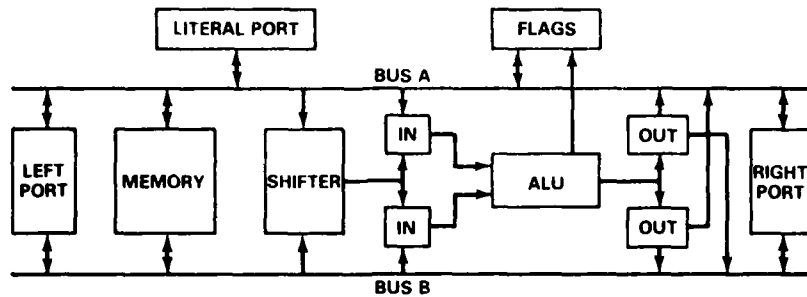 LITERAL PORT
FLAGS
BUS A
LEFT
PORT
MEMORY
SHIFTER
IN
IN
ALU
OUT
OUT
RIGHT
PORT
BUS B